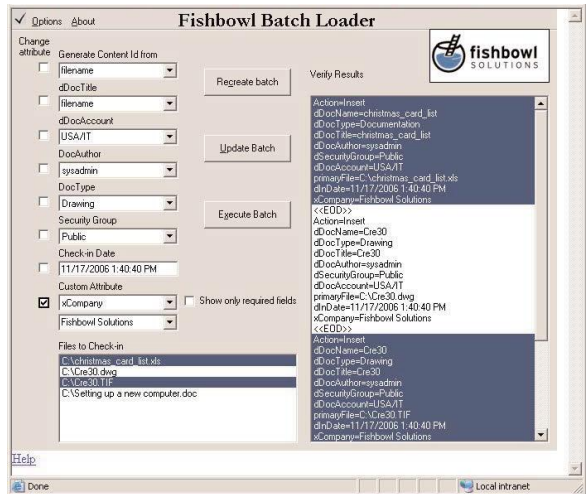 Options About
Fishbowl Batch Loader
fishbowl
SOLUTIONS
Change
attribute
Generate Content Id from
filename
dDocTitle
filename
dDocAccount
USA/IT
DocAuthor
sysadmin
DocType
Drawing
Security Group
Public
Check-in Date
11/17/2006 1:40:40 PM
Custom Attribute
xCompany
Show only required fields
Fishbowl Solutions
Files to Check-in
C:\christmas_card_list.xls
C:\Cre30.dwg
C:\Cre30.TIF
C:\Setting up a new computer.doc
Recreate batch
Update Batch
Execute Batch
Verify Results
Action=Insert
dDocName=christmas_card_list
dDocType=Documentation
dDocTitle=christmas_card_list
dDocAuthor=sysadmin
dSecurityGroup=Public
dDocAccount=USA/IT
primaryFile=C:\christmas_card_list.xls
dInDate=11/17/2006 1:40:40 PM
xCompany=Fishbowl Solutions
<<EOD>>
Action=Insert
dDocName=Cre30
dDocType=Drawing
dDocTitle=Cre30
dDocAuthor=sysadmin
dSecurityGroup=Public
dDocAccount=USA/IT
primaryFile=C:\Cre30.dwg
dInDate=11/17/2006 1:40:40 PM
xCompany=Fishbowl Solutions
<<EOD>>
Action=Insert
dDocName=Cre30
dDocType=Drawing
dDocTitle=Cre30
dDocAuthor=sysadmin
dSecurityGroup=Public
dDocAccount=USA/IT
primaryFile=C:\Cre30.TIF
dInDate=11/17/2006 1:40:40 PM
xCompany=Fishbowl Solutions
Help
Done
Local intranet